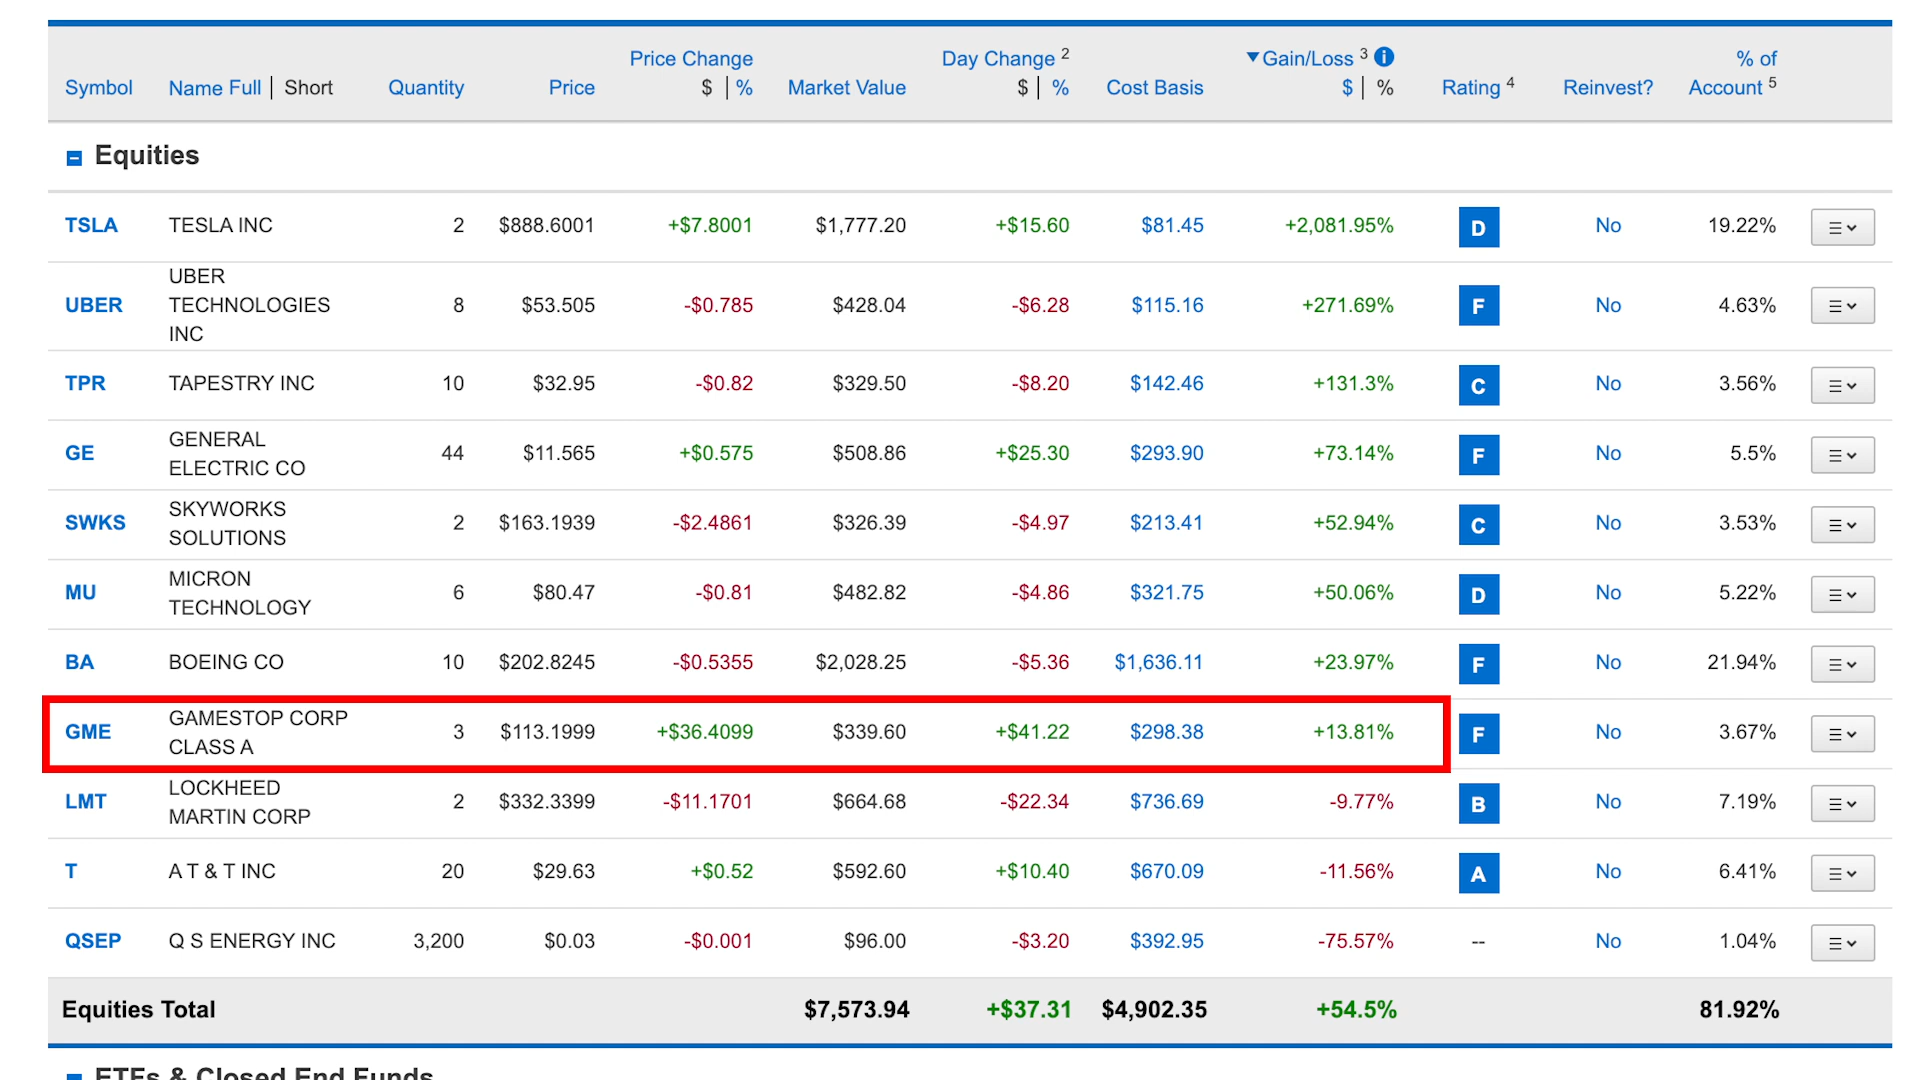 Symbol Name Full | Short Quantity Price Price Change $ | % Market Value Day Change 2 $ | % Cost Basis ▼Gain/Loss 3 i $ | % Rating 4 Reinvest? % of Account 5
Equities
TSLA TESLA INC 2 $888.6001 +$7.8001 $1,777.20 +$15.60 $81.45 +2,081.95% D No 19.22%
UBER UBER TECHNOLOGIES INC 8 $53.505 -$0.785 $428.04 -$6.28 $115.16 +271.69% F No 4.63%
TPR TAPESTRY INC 10 $32.95 -$0.82 $329.50 -$8.20 $142.46 +131.3% C No 3.56%
GE GENERAL ELECTRIC CO 44 $11.565 +$0.575 $508.86 +$25.30 $293.90 +73.14% F No 5.5%
SWKS SKYWORKS SOLUTIONS 2 $163.1939 -$2.4861 $326.39 -$4.97 $213.41 +52.94% C No 3.53%
MU MICRON TECHNOLOGY 6 $80.47 -$0.81 $482.82 -$4.86 $321.75 +50.06% D No 5.22%
BA BOEING CO 10 $202.8245 -$0.5355 $2,028.25 -$5.36 $1,636.11 +23.97% F No 21.94%
GME GAMESTOP CORP CLASS A 3 $113.1999 +$36.4099 $339.60 +$41.22 $298.38 +13.81% F No 3.67%
LMT LOCKHEED MARTIN CORP 2 $332.3399 -$11.1701 $664.68 -$22.34 $736.69 -9.77% B No 7.19%
T A T & T INC 20 $29.63 +$0.52 $592.60 +$10.40 $670.09 -11.56% A No 6.41%
QSEP Q S ENERGY INC 3,200 $0.03 -$0.001 $96.00 -$3.20 $392.95 -75.57% -- No 1.04%
Equities Total $7,573.94 +$37.31 $4,902.35 +54.5% 81.92%
ETFs & Closed End Funds